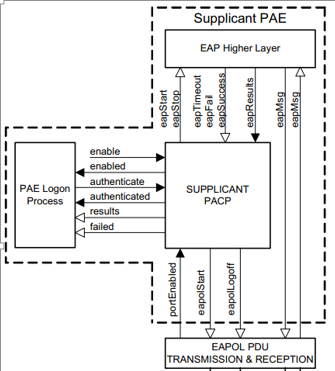 Supplicant PAE
EAP Higher Layer
eapStart
eapStop
eapTimeout
eapFail
eapSuccess
eapResults
eapMsg
eapMsg
PAE Logon
Process
enable
enabled
authenticate
authenticated
results
failed
SUPPLICANT
PACP
portEnabled
eapolStart
eapolLogoff
EAPOL PDU
TRANSMISSION & RECEPTION